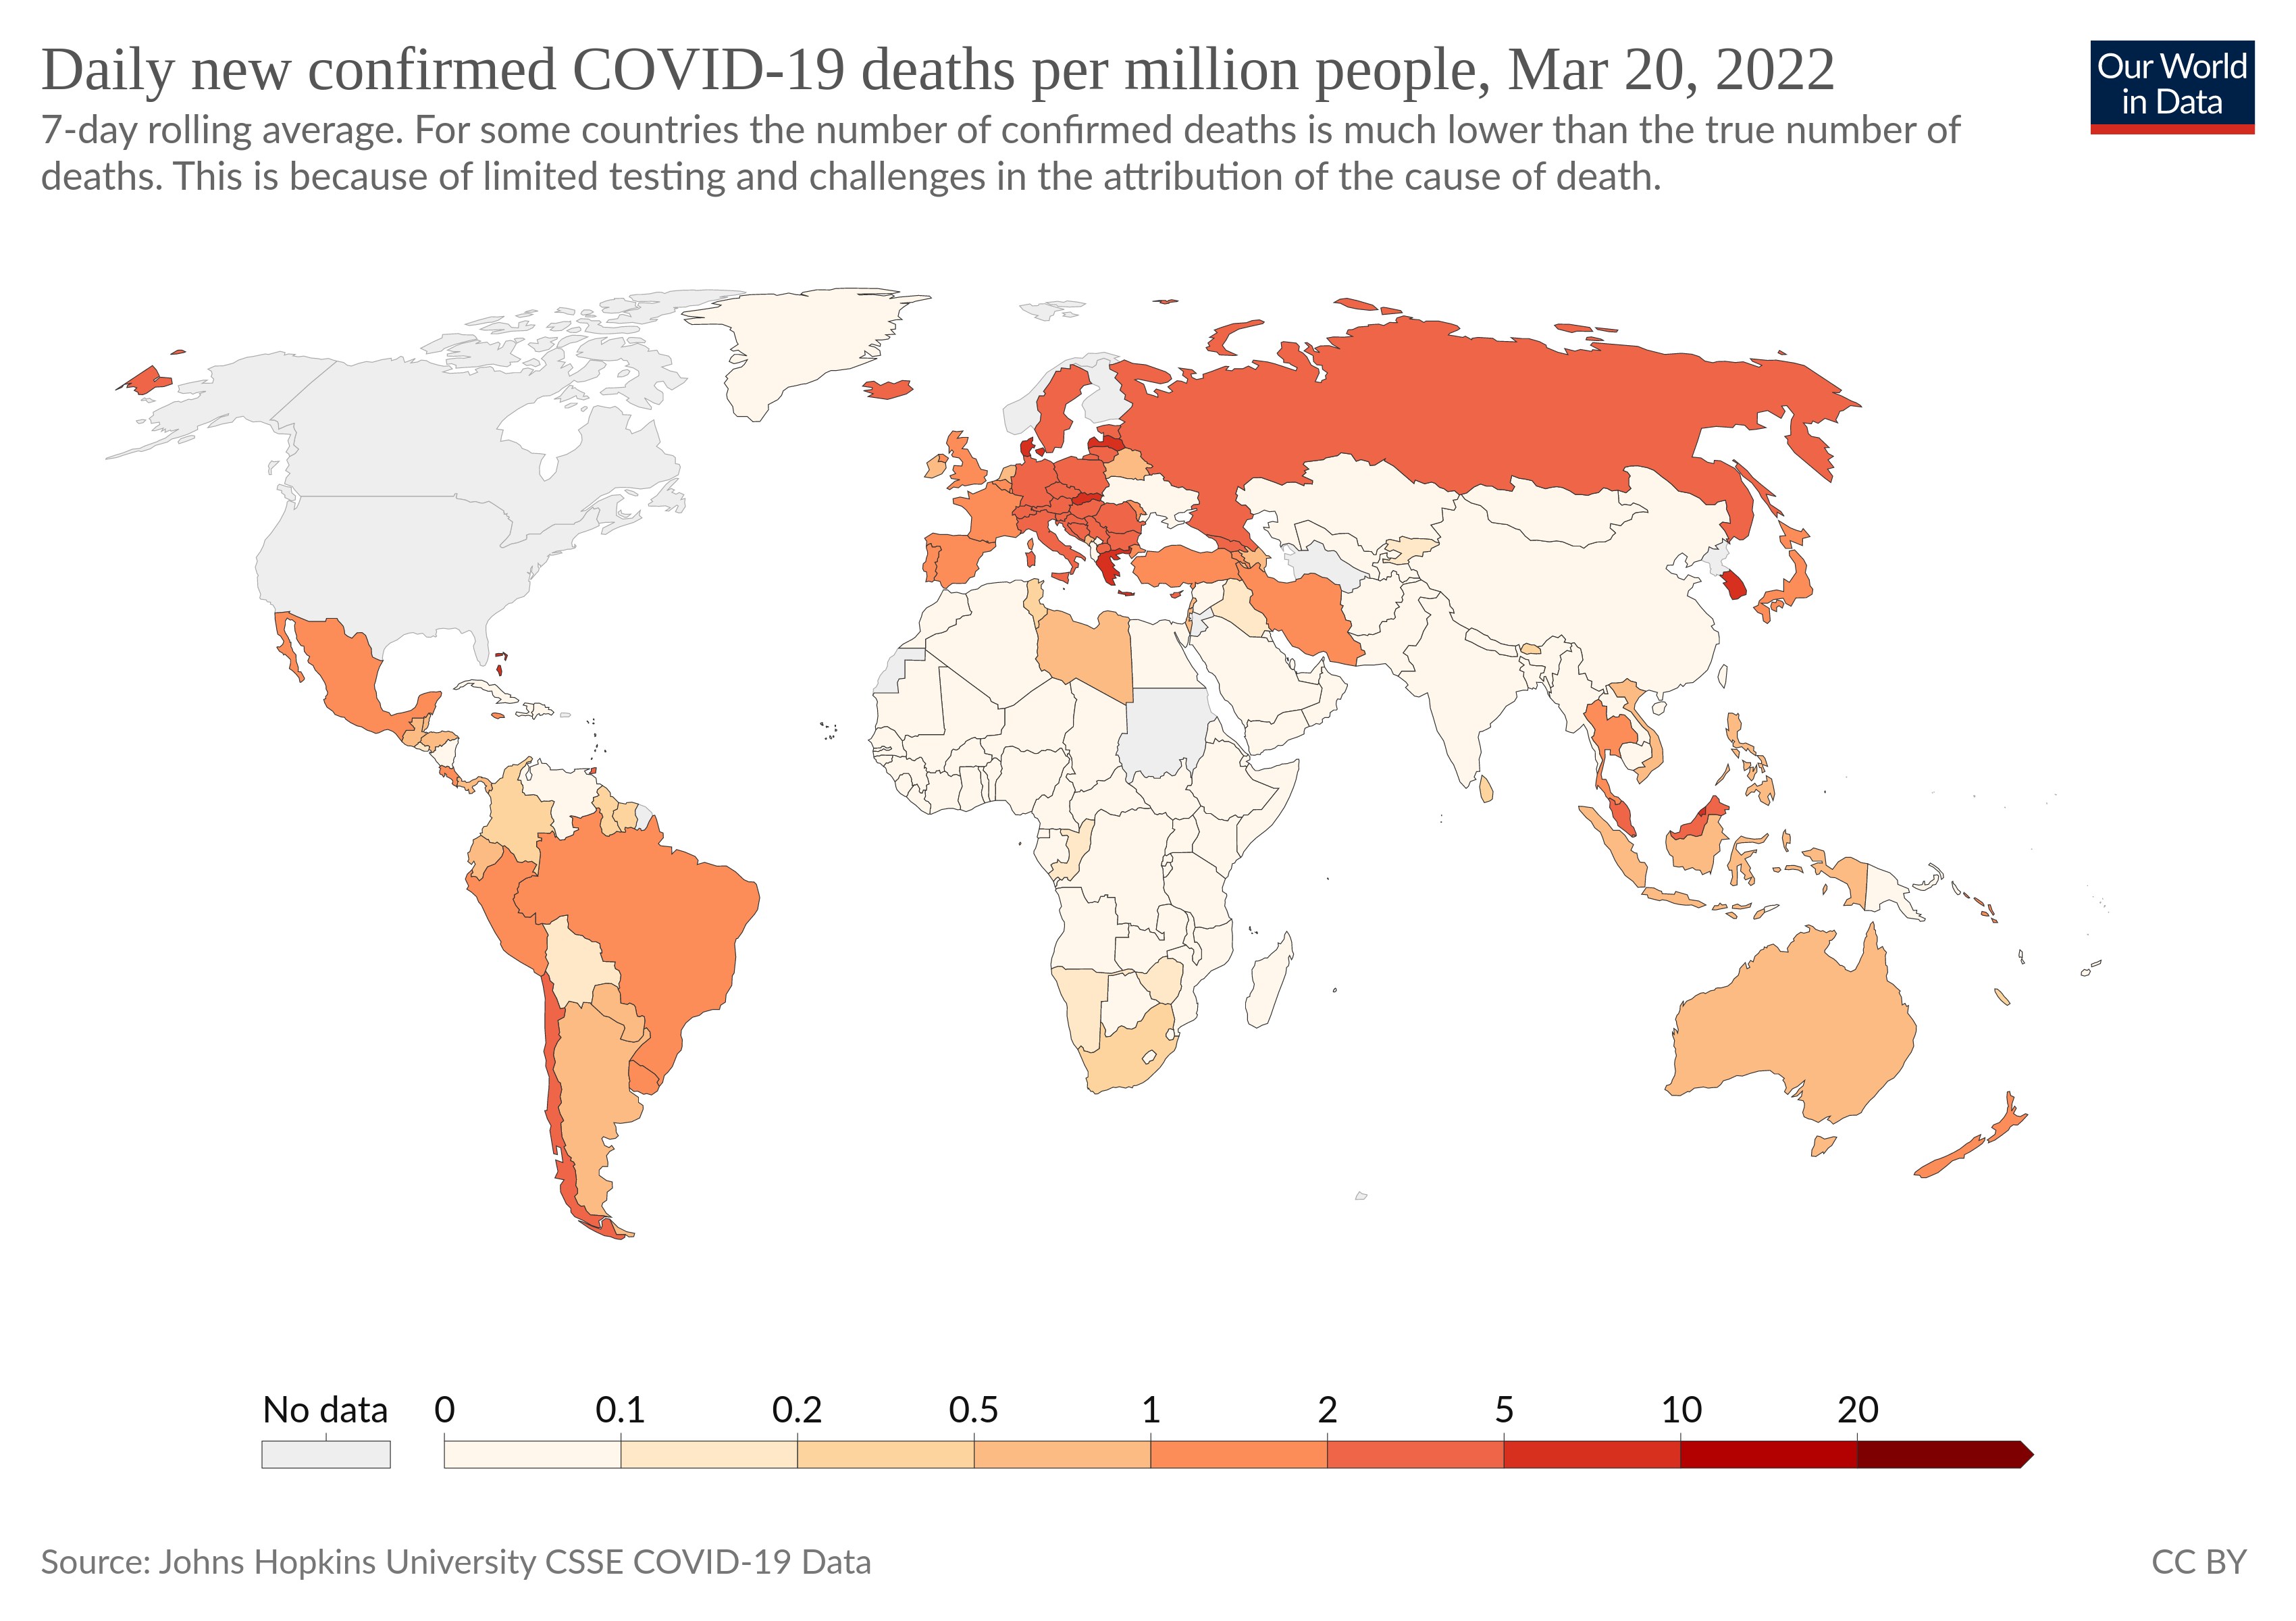 Daily new confirmed COVID-19 deaths per million people, Mar 20, 2022
Our World
in Data
7-day rolling average. For some countries the number of confirmed deaths is much lower than the true number of
deaths. This is because of limited testing and challenges in the attribution of the cause of death.
No data 0 0.1 0.2 0.5 1 2 5 10 20
Source: Johns Hopkins University CSSE COVID-19 Data
CC BY